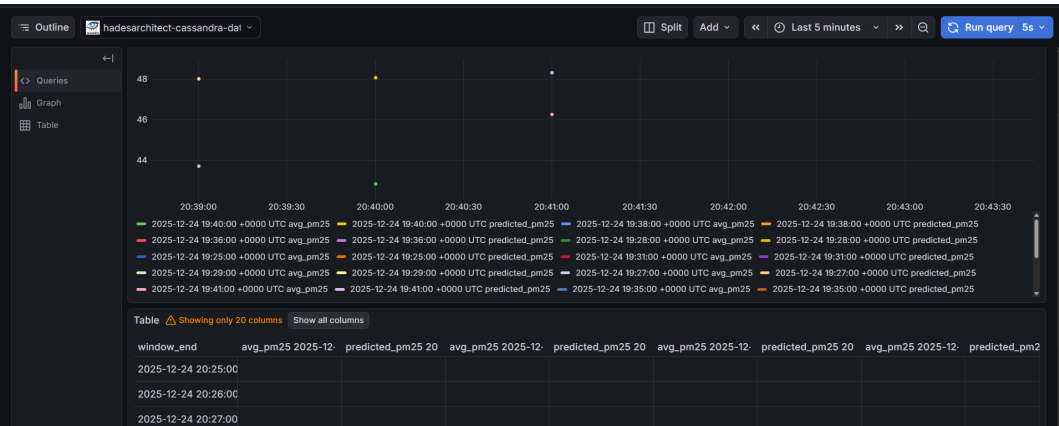 Outline hadesarchitect-cassandra-dat Split Add Last 5 minutes Run query 5s
Queries
Graph
Table
48
46
44
20:39:00 20:39:30 20:40:00 20:40:30 20:41:00 20:41:30 20:42:00 20:42:30 20:43:00 20:43:30
2025-12-24 19:40:00 +0000 UTC avg_pm25 2025-12-24 19:40:00 +0000 UTC predicted_pm25 2025-12-24 19:38:00 +0000 UTC avg_pm25 2025-12-24 19:38:00 +0000 UTC predicted_pm25
2025-12-24 19:36:00 +0000 UTC avg_pm25 2025-12-24 19:36:00 +0000 UTC predicted_pm25 2025-12-24 19:28:00 +0000 UTC avg_pm25 2025-12-24 19:28:00 +0000 UTC predicted_pm25
2025-12-24 19:25:00 +0000 UTC avg_pm25 2025-12-24 19:25:00 +0000 UTC predicted_pm25 2025-12-24 19:31:00 +0000 UTC avg_pm25 2025-12-24 19:31:00 +0000 UTC predicted_pm25
2025-12-24 19:29:00 +0000 UTC avg_pm25 2025-12-24 19:29:00 +0000 UTC predicted_pm25 2025-12-24 19:27:00 +0000 UTC avg_pm25 2025-12-24 19:27:00 +0000 UTC predicted_pm25
2025-12-24 19:41:00 +0000 UTC avg_pm25 2025-12-24 19:41:00 +0000 UTC predicted_pm25 2025-12-24 19:35:00 +0000 UTC avg_pm25 2025-12-24 19:35:00 +0000 UTC predicted_pm25
Table Showing only 20 columns Show all columns
window_end avg_pm25 2025-12- predicted_pm25 20 avg_pm25 2025-12- predicted_pm25 20 avg_pm25 2025-12- predicted_pm25 20 avg_pm25 2025-12- predicted_pm2
2025-12-24 20:25:00
2025-12-24 20:26:00
2025-12-24 20:27:00